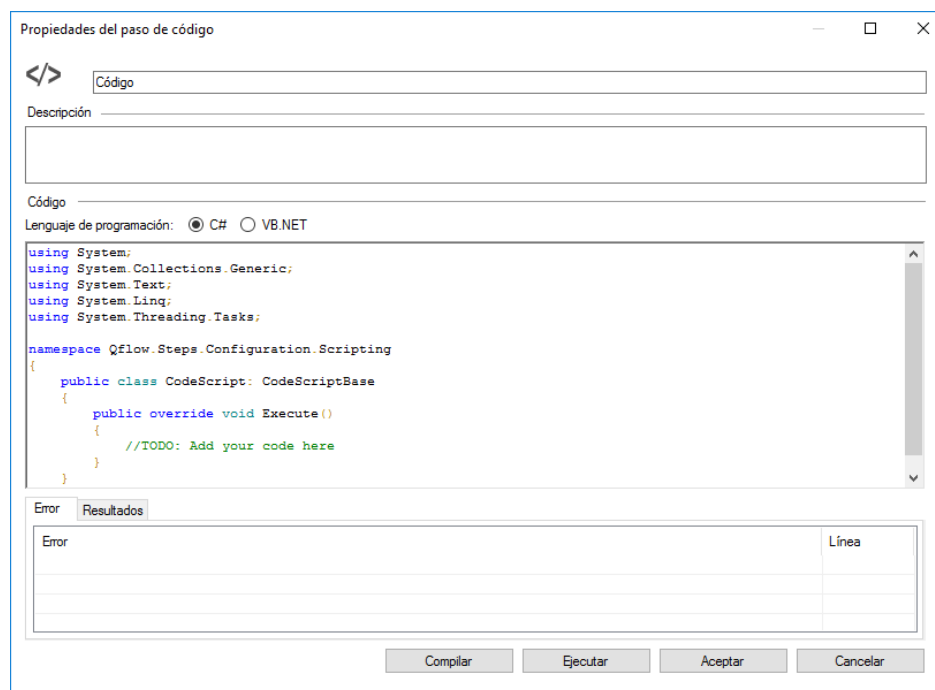 Propiedades del paso de código
</>
Código
Descripción
Código
Lenguaje de programación: C# VB.NET
using System;
using System.Collections.Generic;
using System.Text;
using System.Linq;
using System.Threading.Tasks;
namespace Qflow.Steps.Configuration.Scripting
{
    public class CodeScript: CodeScriptBase
    {
        public override void Execute()
        {
            //TODO: Add your code here
        }
    }
Error Resultados
Error Línea
Compilar Ejecutar Aceptar Cancelar